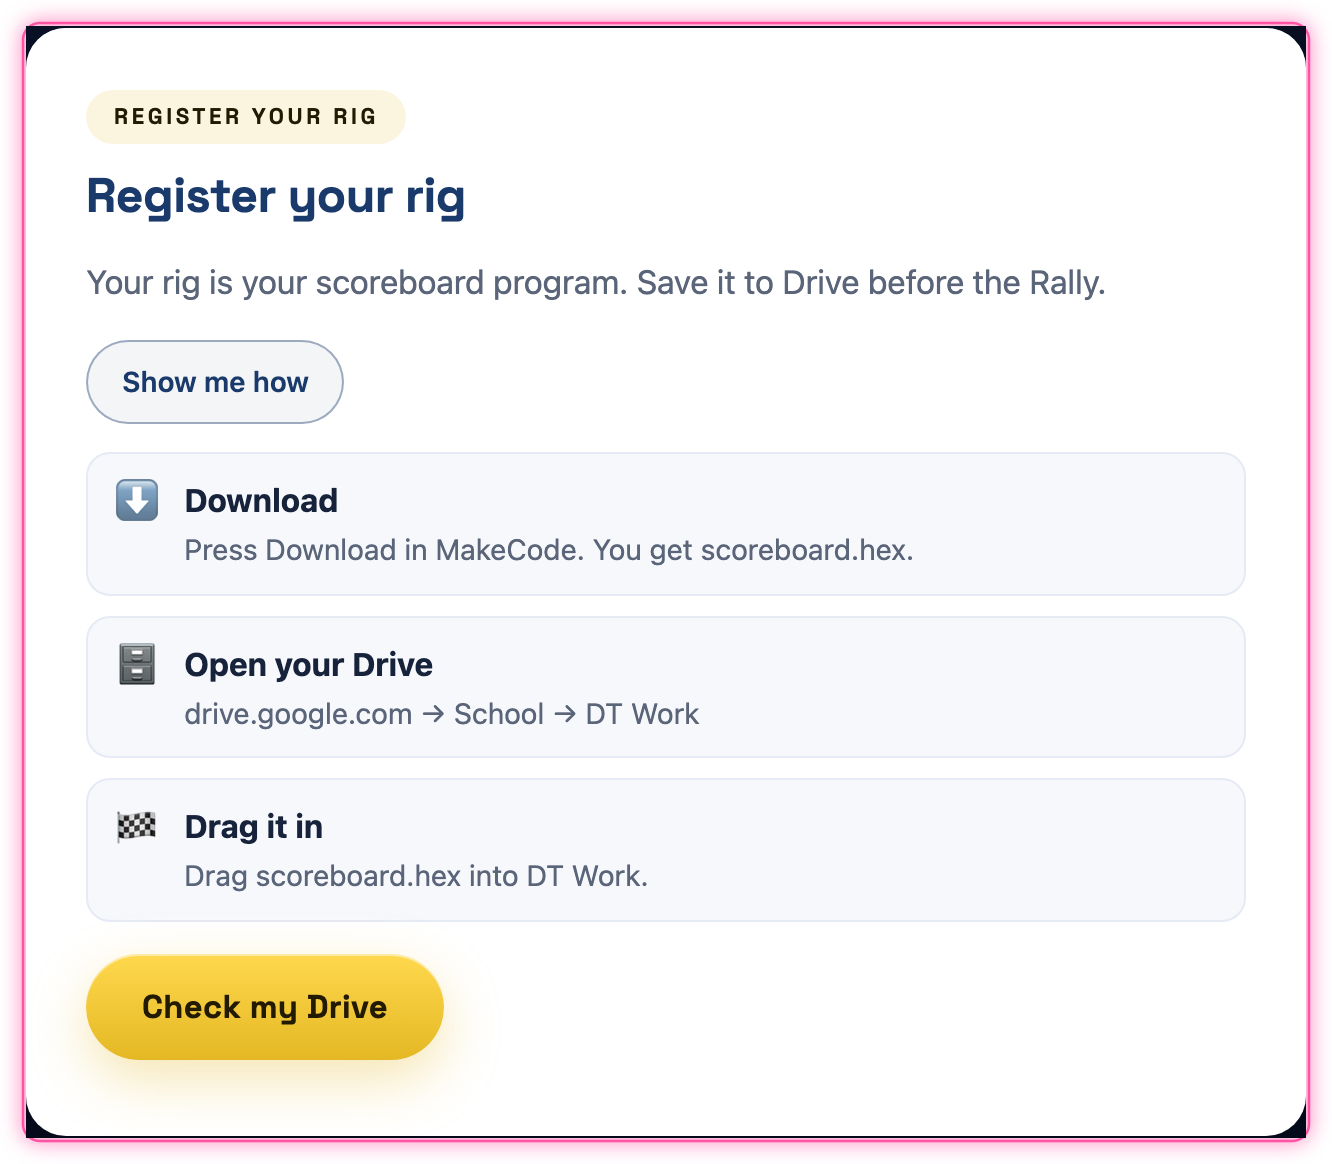 REGISTER YOUR RIG
Register your rig
Your rig is your scoreboard program. Save it to Drive before the Rally.
Show me how
Download
Press Download in MakeCode. You get scoreboard.hex.
Open your Drive
drive.google.com → School → DT Work
Drag it in
Drag scoreboard.hex into DT Work.
Check my Drive